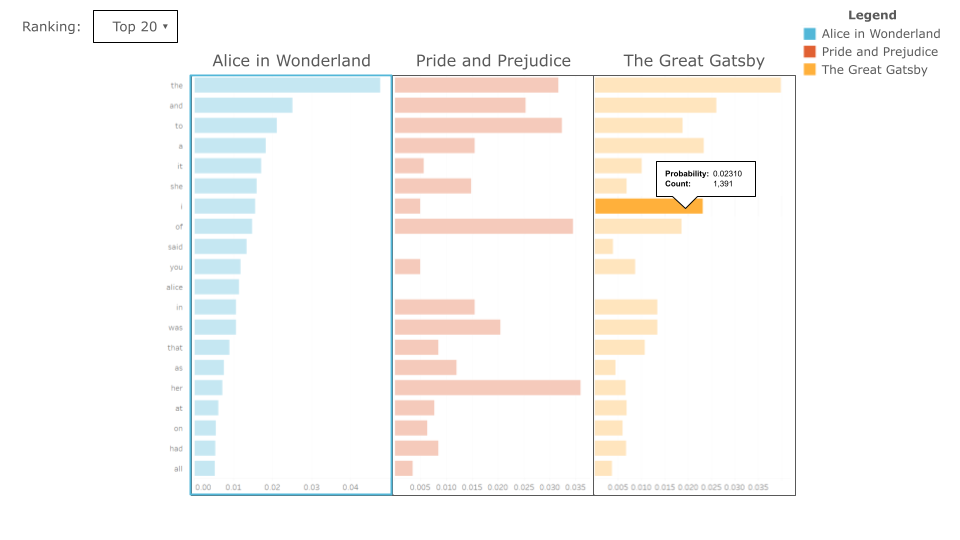 Ranking: Top 20 ▾
Legend
Alice in Wonderland
Pride and Prejudice
The Great Gatsby
Alice in Wonderland Pride and Prejudice The Great Gatsby
the
and
to
a
it
she
i
of
said
you
alice
in
was
that
as
her
at
on
had
all
Probability: 0.02310
Count: 1,391
0.00 0.01 0.02 0.03 0.04 0.005 0.010 0.015 0.020 0.025 0.030 0.035 0.005 0.010 0.015 0.020 0.025 0.030 0.035